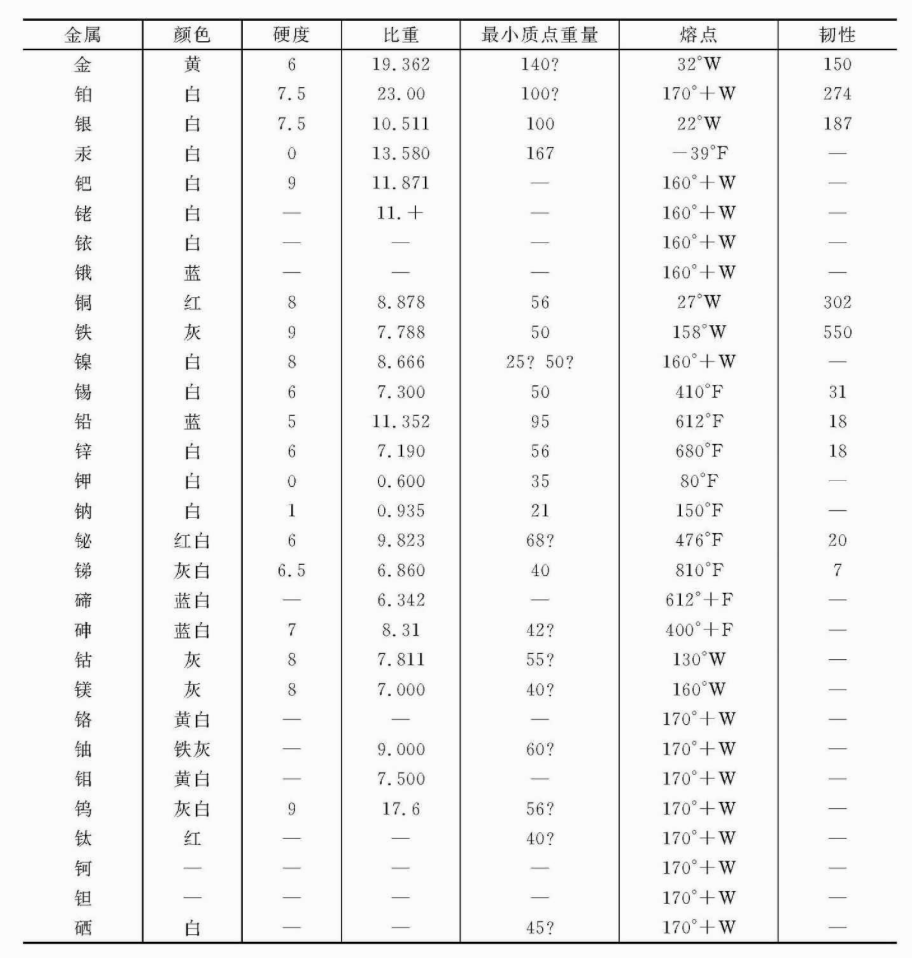 金属 颜色 硬度 比重 最小质点重量 熔点 韧性
金 黄 6 19.362 140? 32°W 150
铂 白 7.5 23.00 100? 170°+W 274
银 白 7.5 10.511 100 22°W 187
汞 白 0 13.580 167 —39°F —
钯 白 9 11.871 — 160°+W —
铑 白 — 11.+ — 160°+W —
铱 白 — — — 160°+W —
锇 蓝 — — — 160°+W —
铜 红 8 8.878 56 27°W 302
铁 灰 9 7.788 50 158°W 550
镍 白 8 8.666 25? 50? 160°+W —
锡 白 6 7.300 50 410°F 31
铅 蓝 5 11.352 95 612°F 18
锌 白 6 7.190 56 680°F 18
钾 白 0 0.600 35 80°F —
钠 白 1 0.935 21 150°F —
铋 红白 6 9.823 68? 476°F 20
锑 灰白 6.5 6.860 40 810°F 7
碲 蓝白 — 6.342 — 612°+F —
砷 蓝白 7 8.31 42? 400°+F —
钴 灰 8 7.811 55? 130°W —
镁 灰 8 7.000 40? 160°W —
铬 黄白 — — — 170°+W —
铀 铁灰 — 9.000 60? 170°+W —
钼 黄白 — 7.500 — 170°+W —
钨 灰白 9 17.6 56? 170°+W —
钛 红 — — 40? 170°+W —
钶 — — — — 170°+W —
钽 — — — — 170°+W —
硒 白 — — 45? 170°+W —